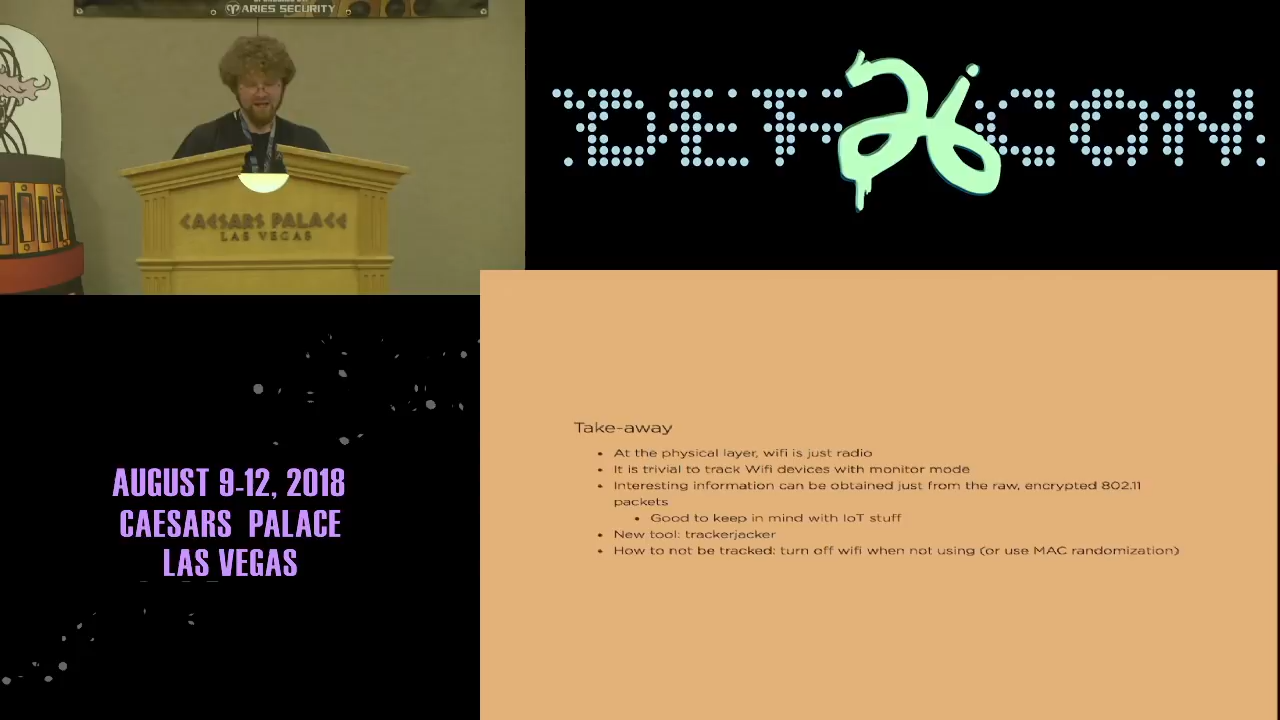 ARIES SECURITY
CAESARS PALACE
LAS VEGAS
DEF CON
26
AUGUST 9-12, 2018
CAESARS PALACE
LAS VEGAS
Take-away
• At the physical layer, wifi is just radio
• It is trivial to track Wifi devices with monitor mode
• Interesting information can be obtained just from the raw, encrypted 802.11
packets
• Good to keep in mind with IoT stuff
• New tool: trackerjacker
• How to not be tracked: turn off wifi when not using (or use MAC randomization)